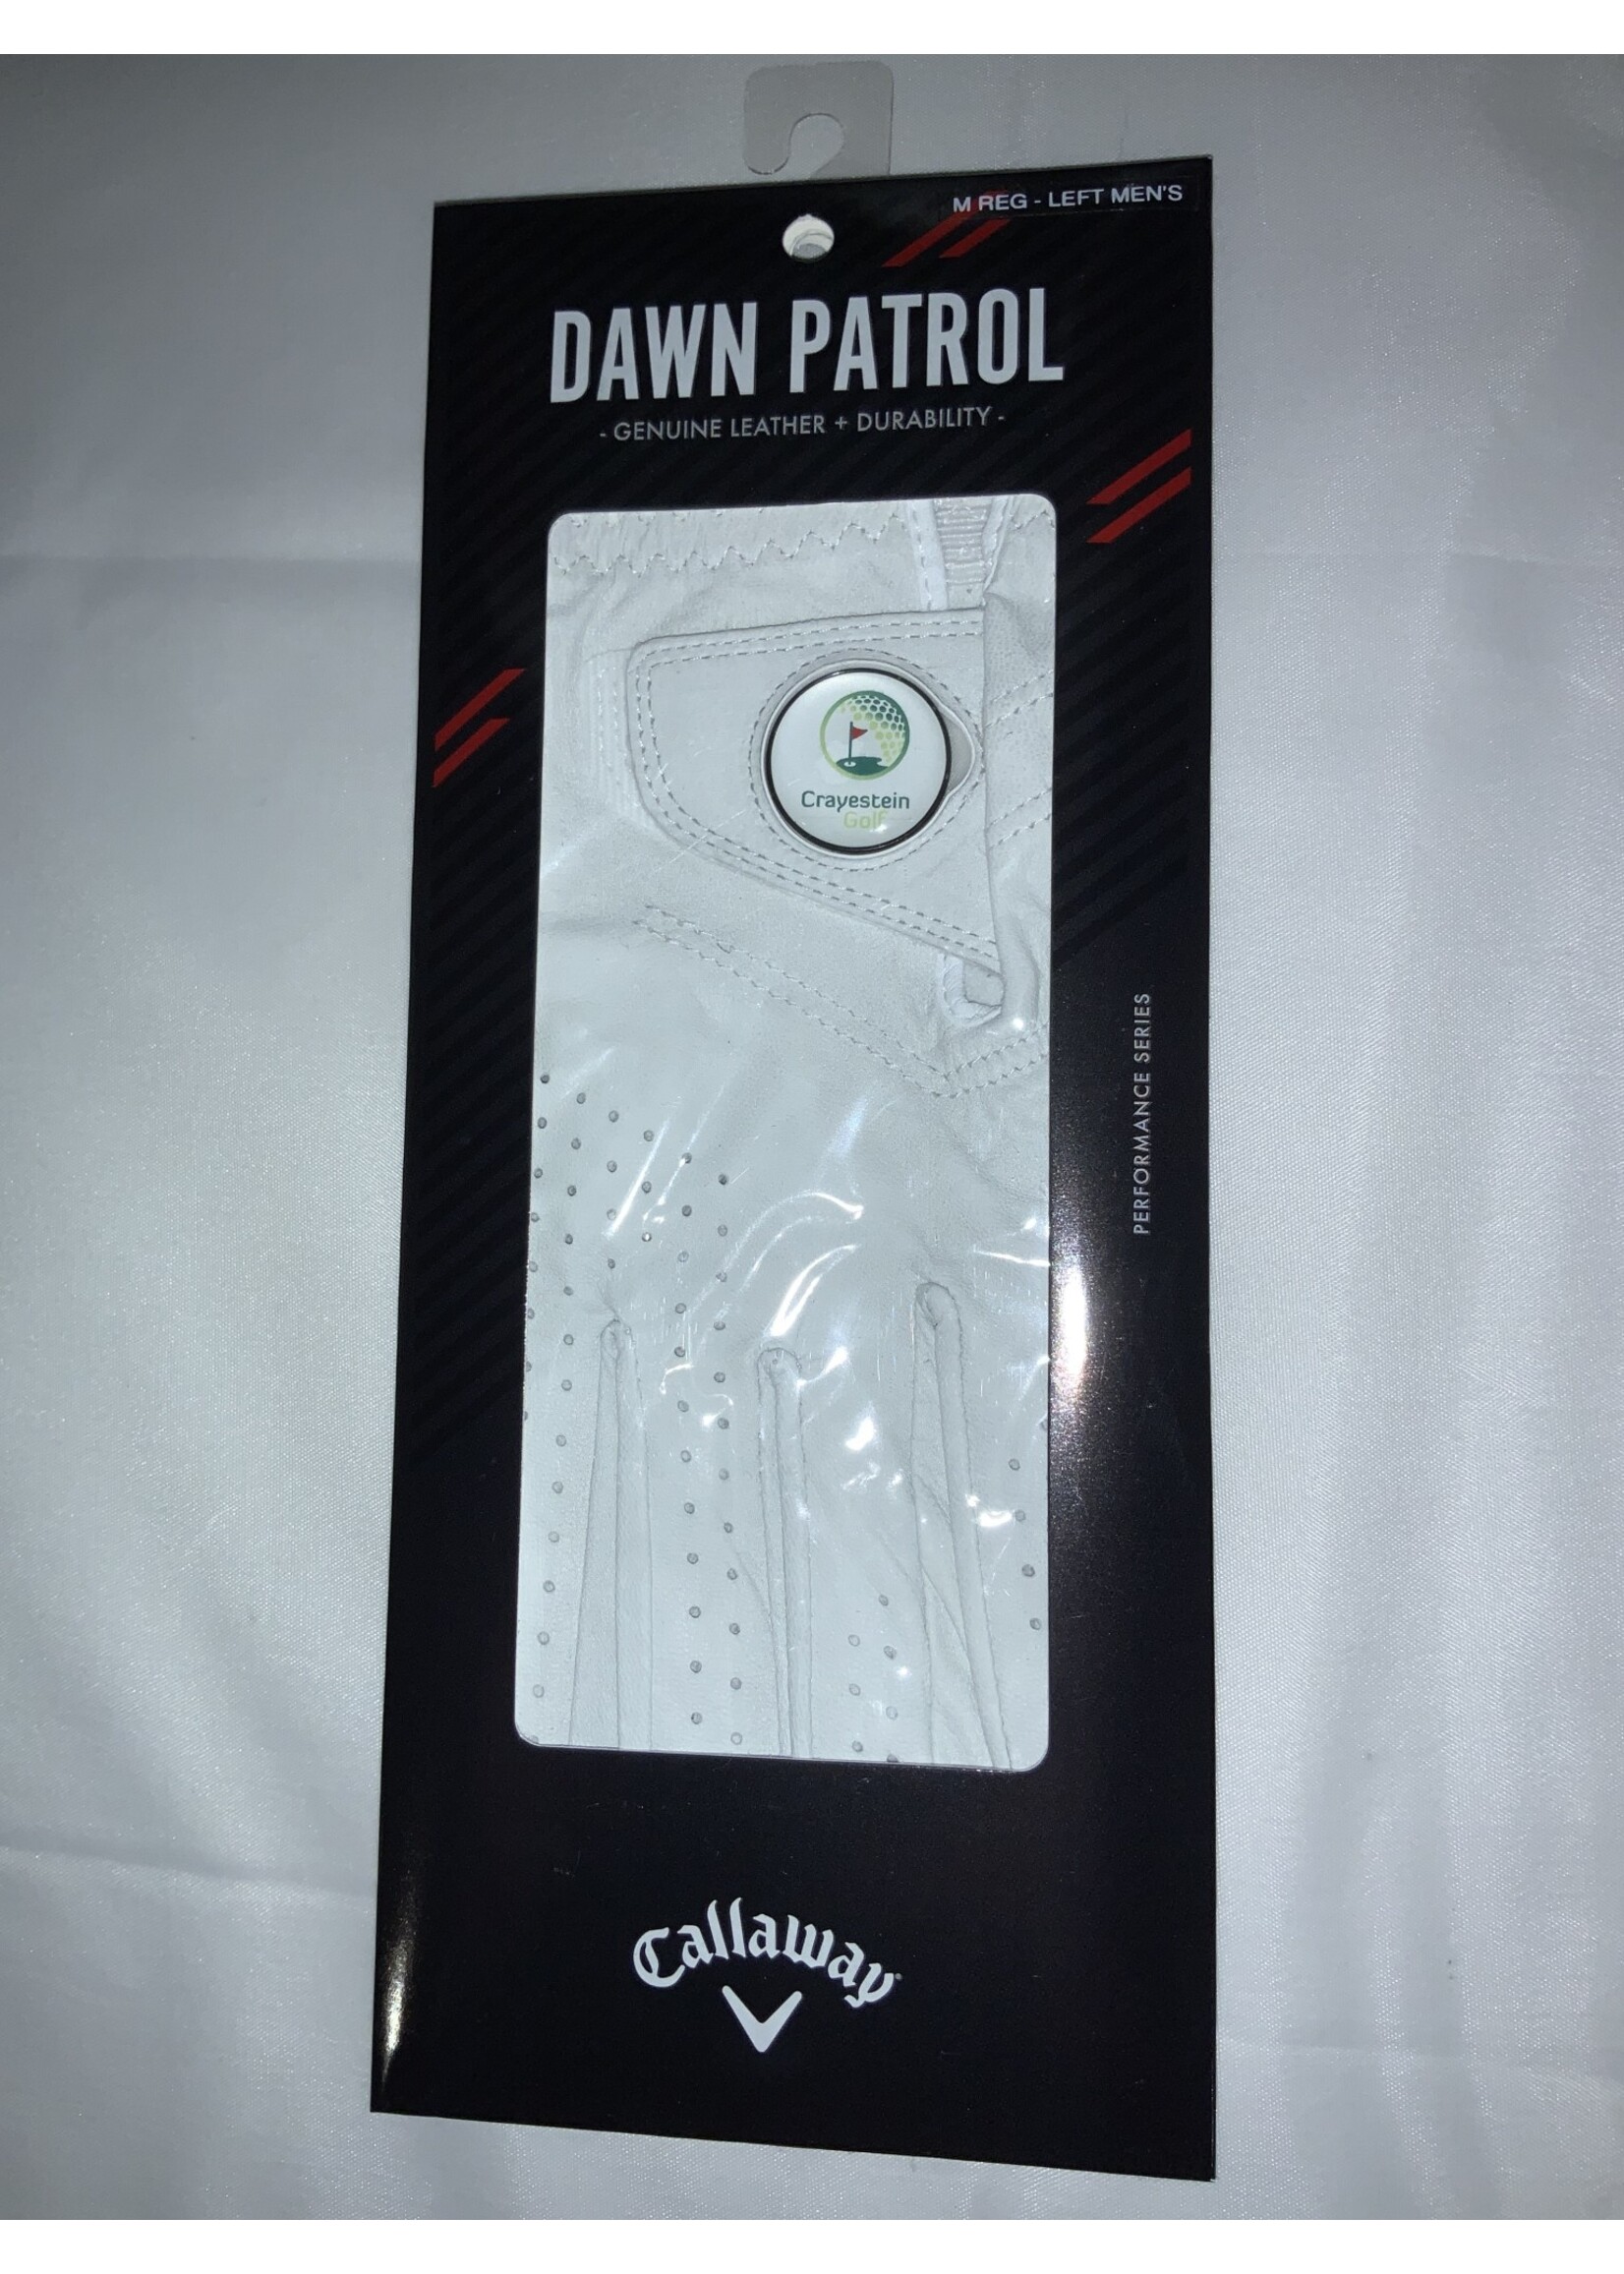 M REG - LEFT MEN'S
DAWN PATROL
- GENUINE LEATHER + DURABILITY -
Crayestein
Golf
PERFORMANCE SERIES
Callaway